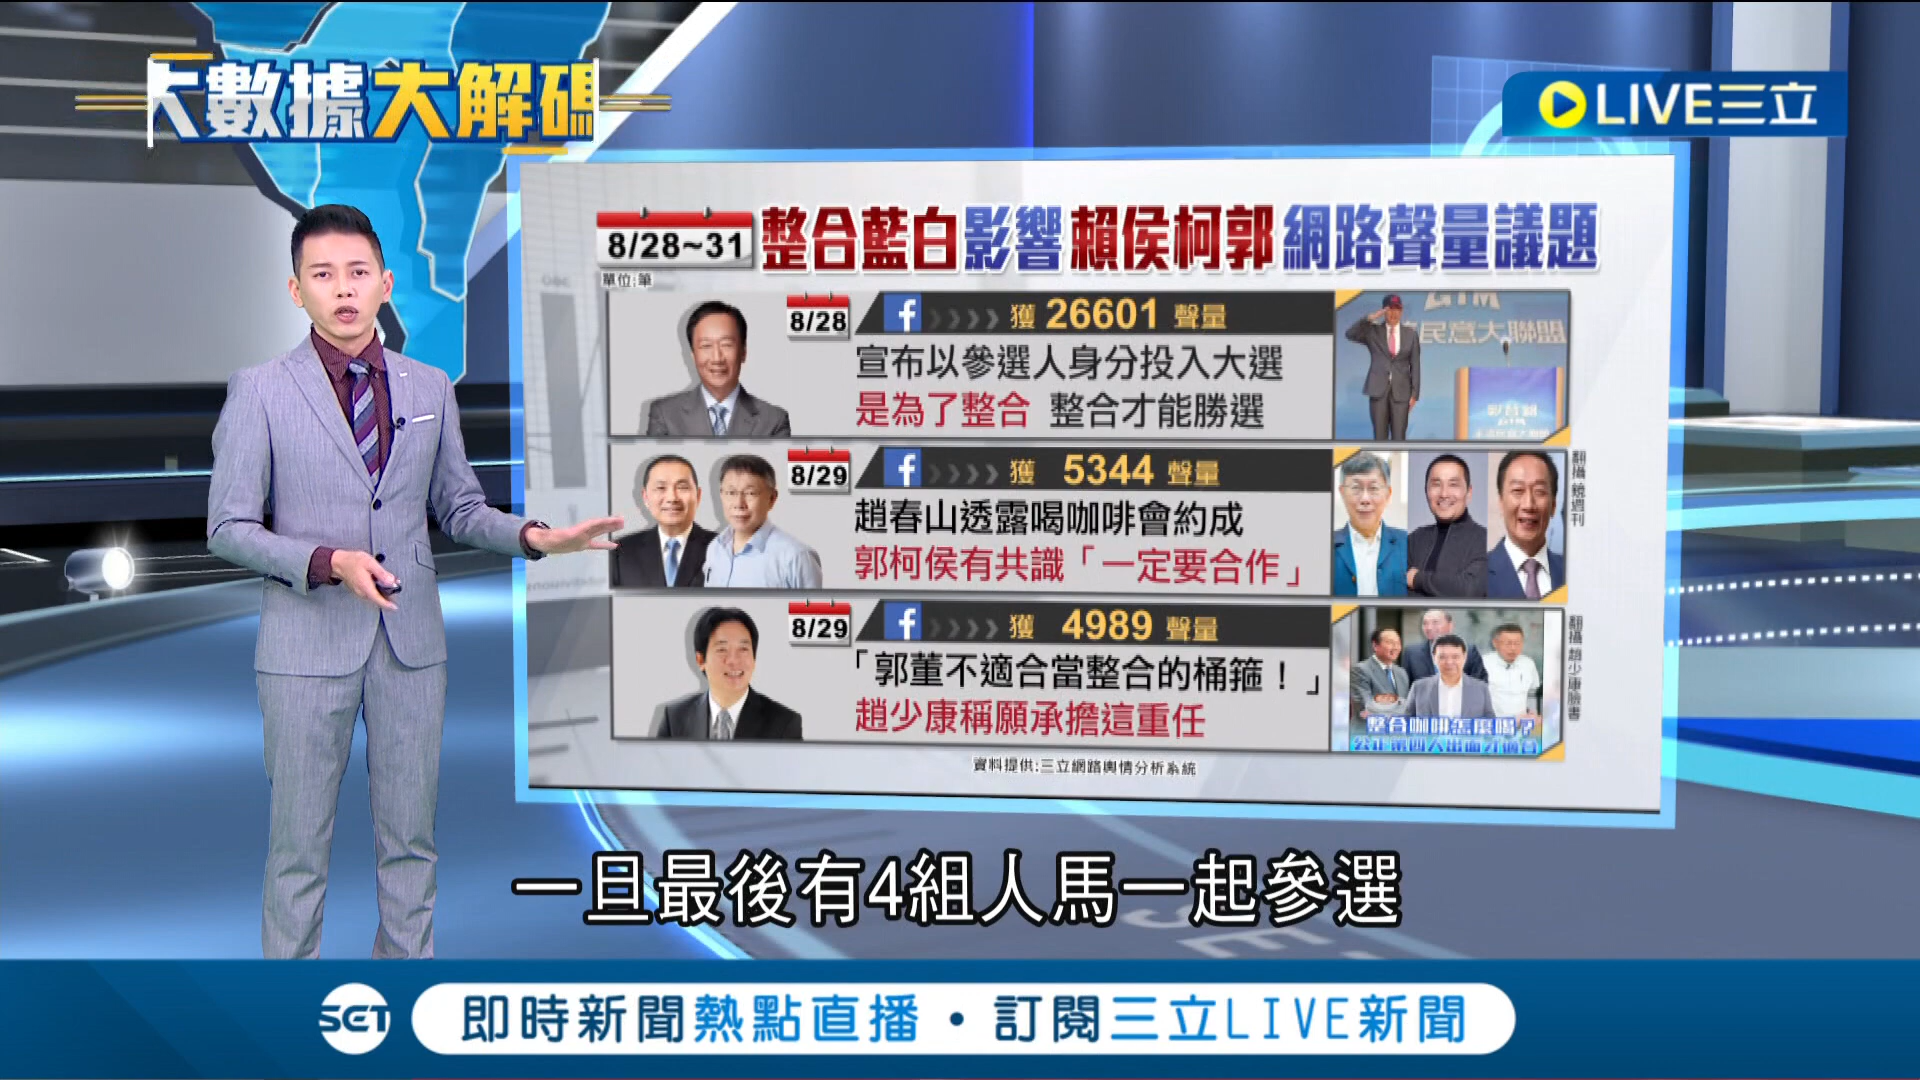 大數據大解碼
LIVE三立
8/28~31
整合藍白影響賴侯柯郭網路聲量議題
單位:筆
8/28
獲 26601 聲量
宣布以參選人身分投入大選
是為了整合 整合才能勝選
民意大聯盟
8/29
獲 5344 聲量
趙春山透露喝咖啡會約成
郭柯侯有共識「一定要合作」
翻攝 鏡週刊
8/29
獲 4989 聲量
「郭董不適合當整合的桶箍！」
趙少康稱願承擔這重任
整合咖啡怎麼喝？
翻攝 趙少康臉書
資料提供:三立網路輿情分析系統
一旦最後有4組人馬一起參選
SET
即時新聞熱點直播・訂閱三立LIVE新聞